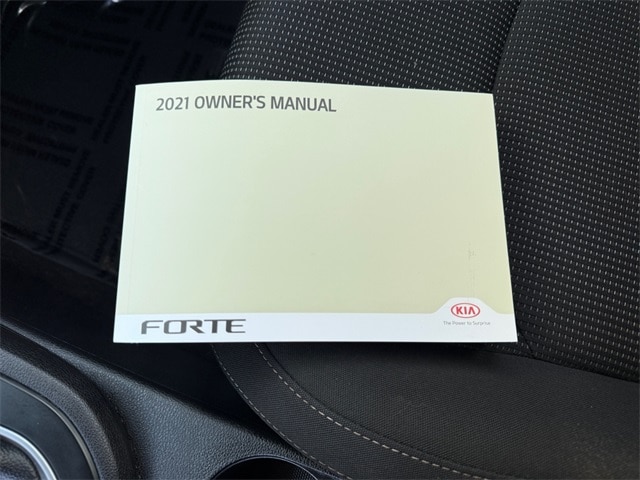 2021 OWNER'S MANUAL
KIA
The Power to Surprise
FORTE